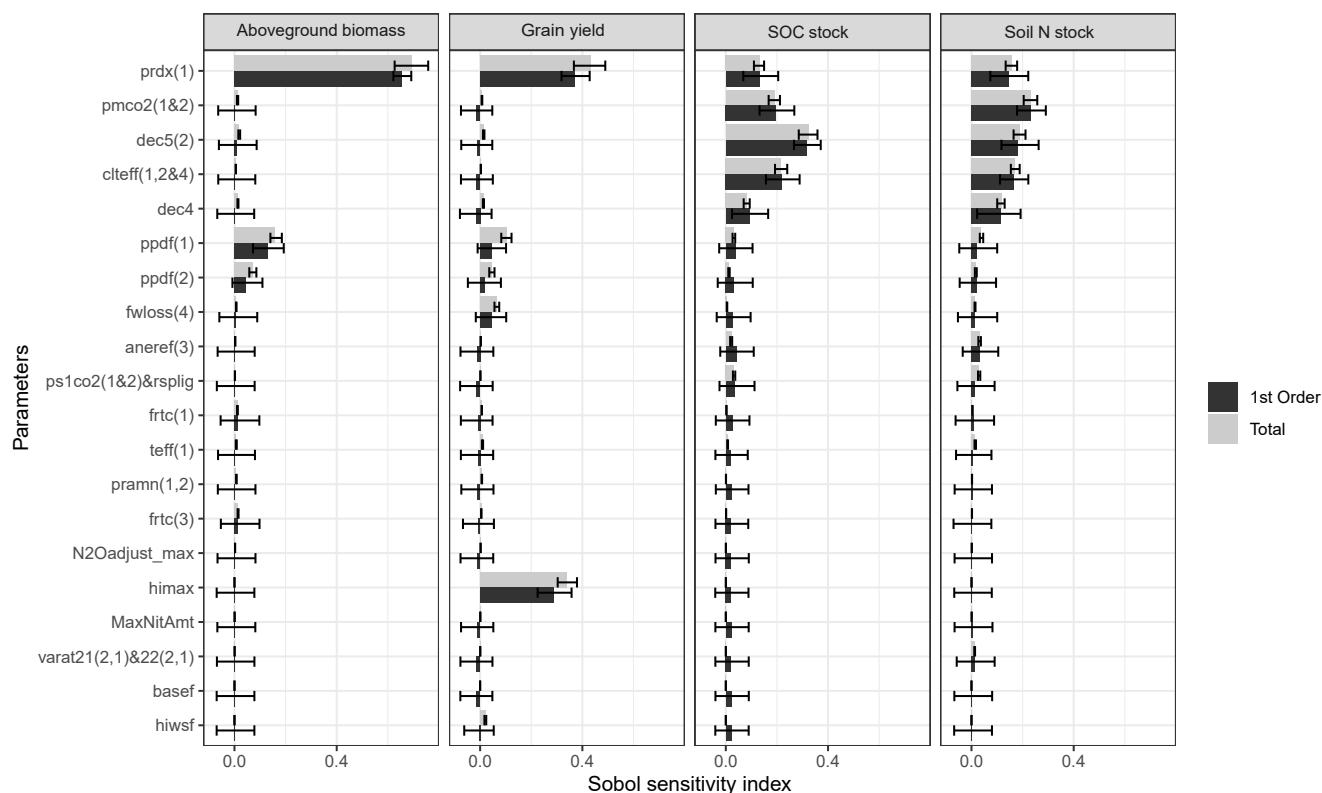 Aboveground biomass
Grain yield
SOC stock
Soil N stock
Parameters
prdx(1)
pmco2(1&2)
dec5(2)
clteff(1,2&4)
dec4
ppdf(1)
ppdf(2)
fwloss(4)
aneref(3)
ps1co2(1&2)&rsplig
frtc(1)
teff(1)
pramn(1,2)
frtc(3)
N2Oadjust_max
himax
MaxNitAmt
varat21(2,1)&22(2,1)
basef
hiwsf
0.0 0.4
0.0 0.4
0.0 0.4
0.0 0.4
Sobol sensitivity index
1st Order
Total